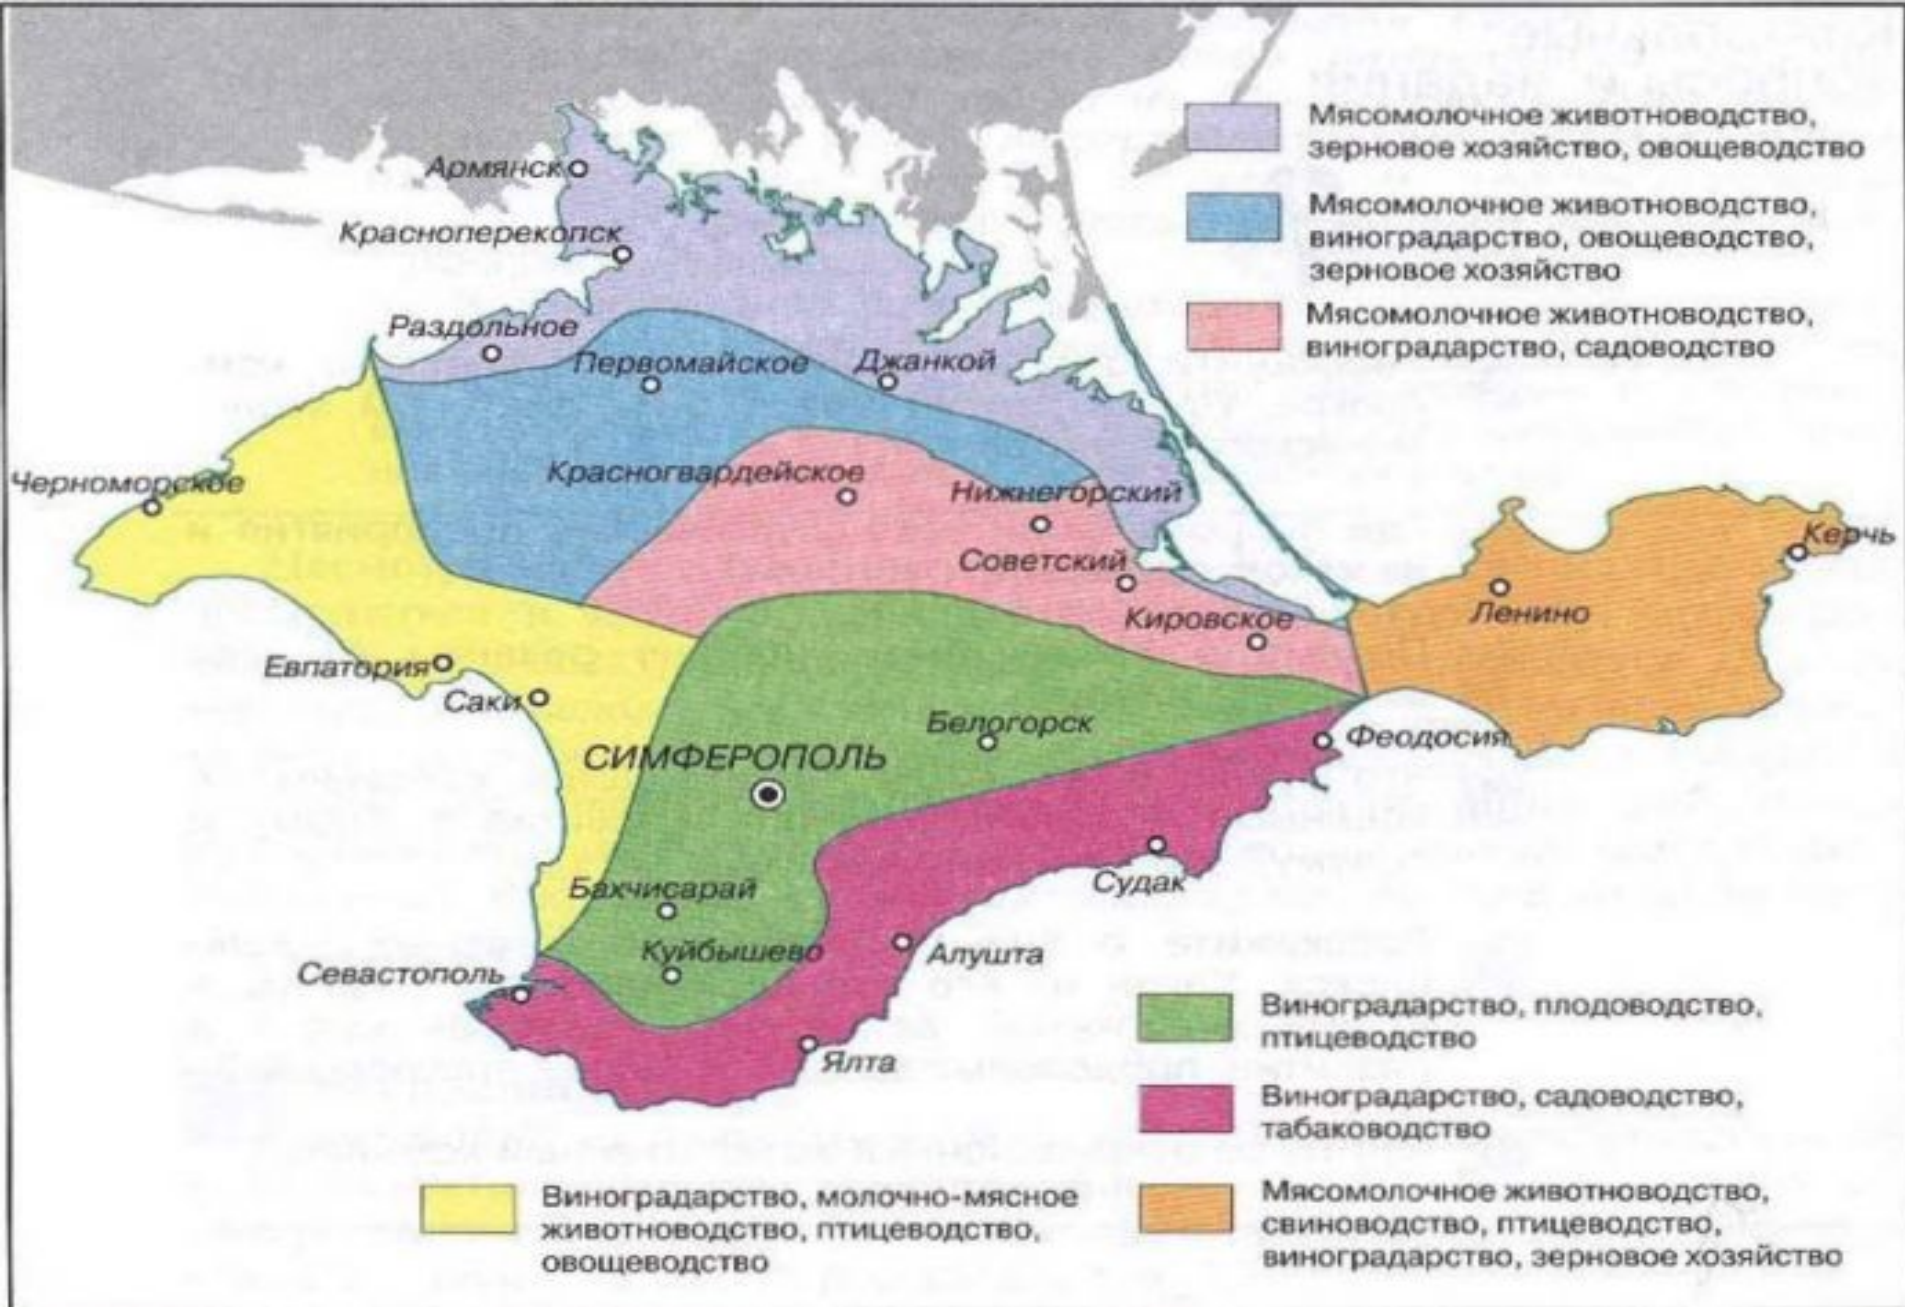 Мясомолочное животноводство,
зерновое хозяйство, овощеводство
Мясомолочное животноводство,
виноградарство, овощеводство,
зерновое хозяйство
Мясомолочное животноводство,
виноградарство, садоводство
Армянск
Красноперекопск
Раздольное
Первомайское
Джанкой
Черноморское
Красногвардейское
Нижнегорский
Советский
Кировское
Керчь
Ленино
Евпатория
Саки
Белогорск
СИМФЕРОПОЛЬ
Феодосия
Судак
Бахчисарай
Куйбышево
Алушта
Севастополь
Ялта
Виноградарство, плодоводство,
птицеводство
Виноградарство, садоводство,
табаководство
Виноградарство, молочно-мясное
животноводство, птицеводство,
овощеводство
Мясомолочное животноводство,
свиноводство, птицеводство,
виноградарство, зерновое хозяйство